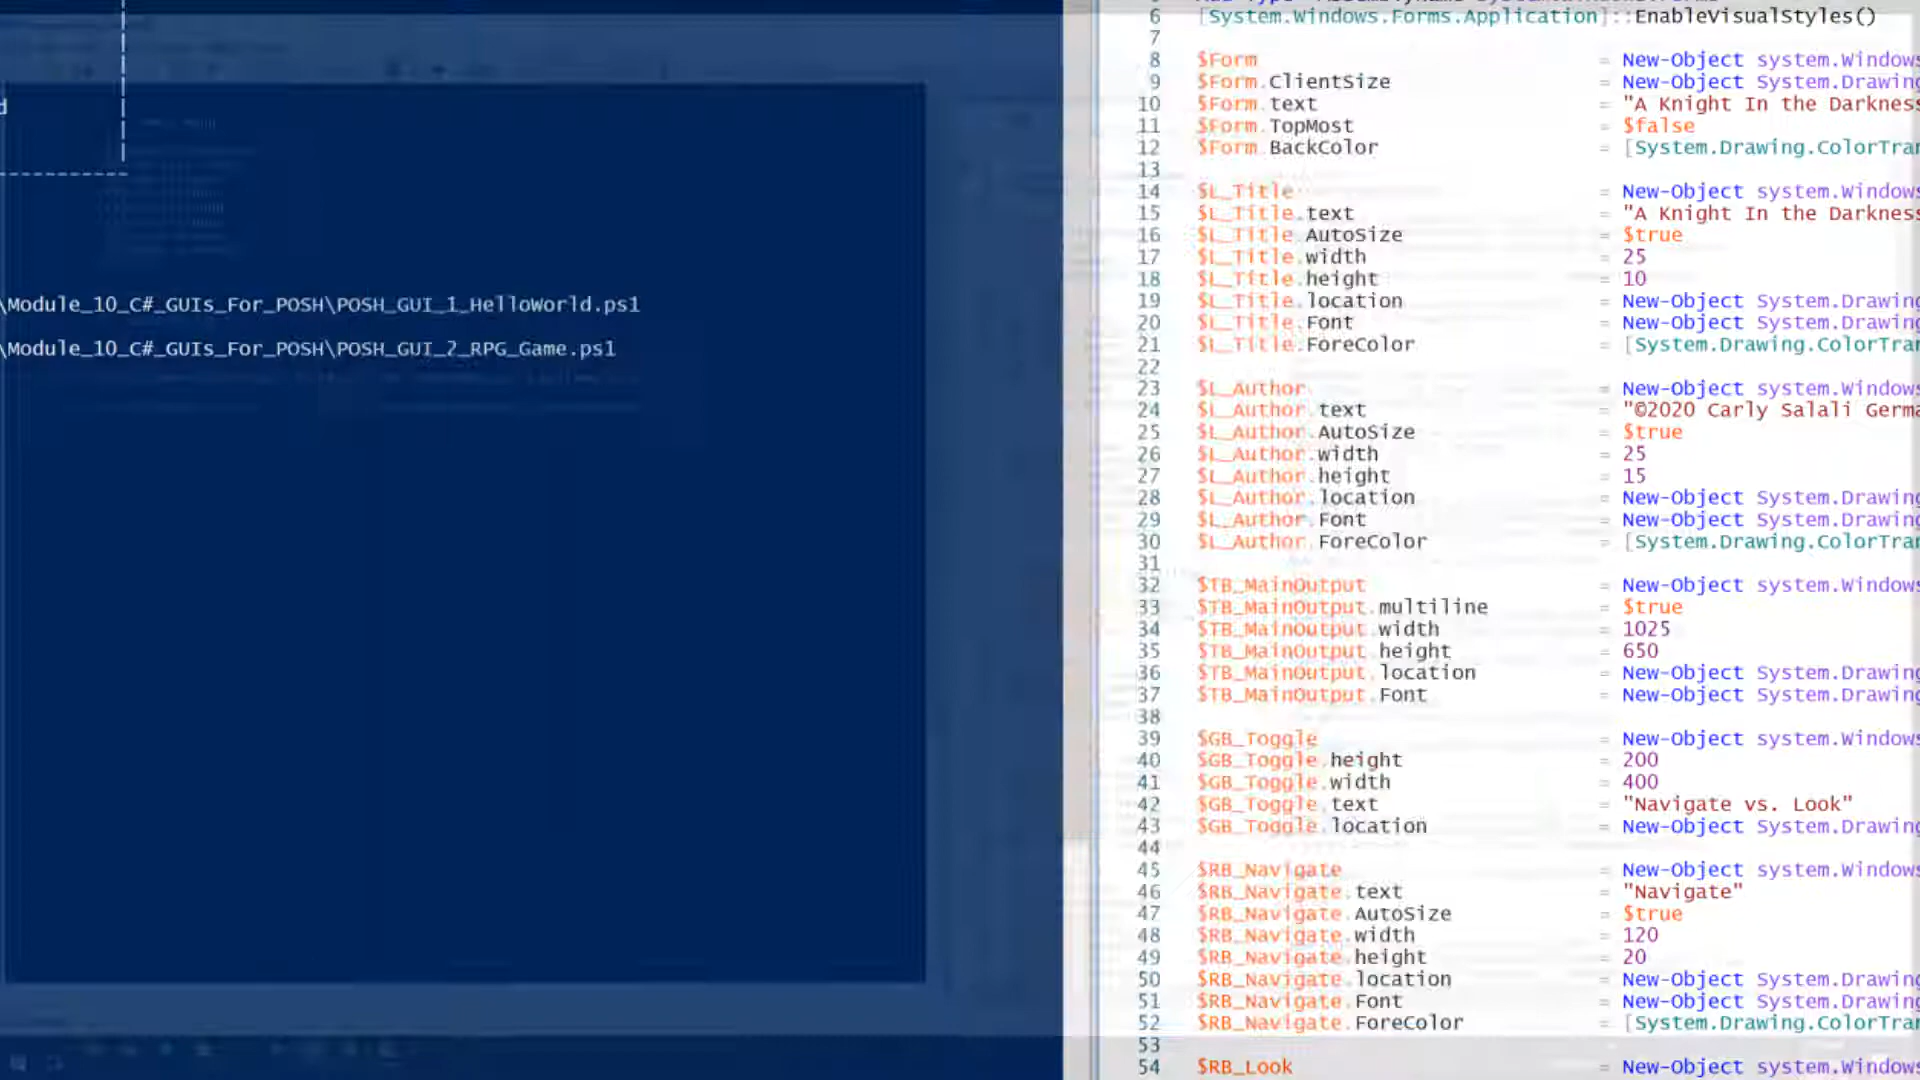 d
\Module_10_C#_GUIs_For_POSH\POSH_GUI_1_HelloWorld.ps1
\Module_10_C#_GUIs_For_POSH\POSH_GUI_2_RPG_Game.ps1
6 [System.Windows.Forms.Application]::EnableVisualStyles()
7
8 $Form = New-Object system.Windows
9 $Form.ClientSize = New-Object System.Drawing
10 $Form.text = "A Knight In the Darkness
11 $Form.TopMost = $false
12 $Form.BackColor = [System.Drawing.ColorTran
13
14 $L_Title = New-Object system.Windows
15 $L_Title.text = "A Knight In the Darkness
16 $L_Title.AutoSize = $true
17 $L_Title.width = 25
18 $L_Title.height = 10
19 $L_Title.location = New-Object System.Drawing
20 $L_Title.Font = New-Object System.Drawing
21 $L_Title.ForeColor = [System.Drawing.ColorTran
22
23 $L_Author = New-Object system.Windows
24 $L_Author.text = "©2020 Carly Salali Germa
25 $L_Author.AutoSize = $true
26 $L_Author.width = 25
27 $L_Author.height = 15
28 $L_Author.location = New-Object System.Drawing
29 $L_Author.Font = New-Object System.Drawing
30 $L_Author.ForeColor = [System.Drawing.ColorTran
31
32 $TB_MainOutput = New-Object system.Windows
33 $TB_MainOutput.multiline = $true
34 $TB_MainOutput.width = 1025
35 $TB_MainOutput.height = 650
36 $TB_MainOutput.location = New-Object System.Drawing
37 $TB_MainOutput.Font = New-Object System.Drawing
38
39 $GB_Toggle = New-Object system.Windows
40 $GB_Toggle.height = 200
41 $GB_Toggle.width = 400
42 $GB_Toggle.text = "Navigate vs. Look"
43 $GB_Toggle.location = New-Object System.Drawing
44
45 $RB_Navigate = New-Object system.Windows
46 $RB_Navigate.text = "Navigate"
47 $RB_Navigate.AutoSize = $true
48 $RB_Navigate.width = 120
49 $RB_Navigate.height = 20
50 $RB_Navigate.location = New-Object System.Drawing
51 $RB_Navigate.Font = New-Object System.Drawing
52 $RB_Navigate.ForeColor = [System.Drawing.ColorTran
53
54 $RB_Look = New-Object system.Windows